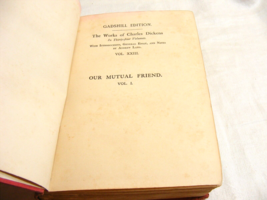 GADSHILL EDITION.
The Works of Charles Dickens
In Thirty-four Volumes.
With Introductions, General Essay, and Notes
by Andrew Lang.
VOL. XXIII.
OUR MUTUAL FRIEND.
VOL. I.